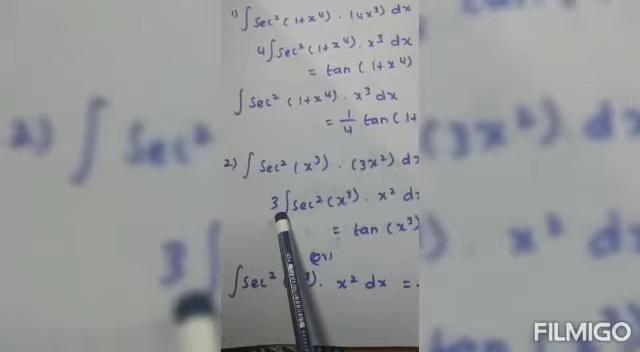 1) ∫ Sec² (1+x⁴) · (4x³) dx
4 ∫ Sec² (1+x⁴) · x³ dx
= tan (1+x⁴)
∫ Sec² (1+x⁴) · x³ dx
= 1/4 tan (1+
2) ∫ Sec² (x³) · (3x²) dx
3 ∫ Sec² (x³) · x² dx
= tan (x³)
(or)
∫ Sec² ³) · x² dx =
FILMIGO